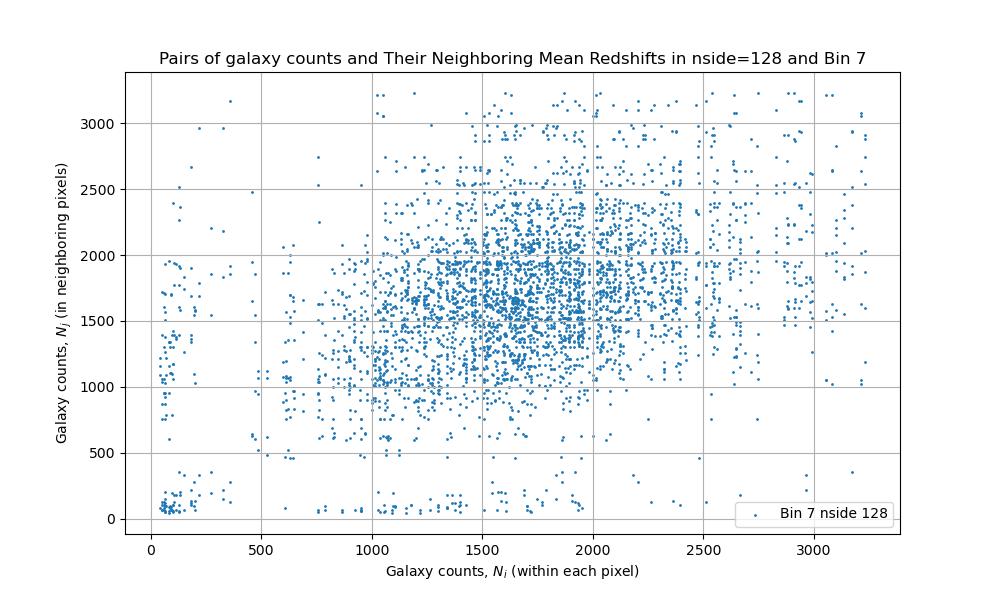 Pairs of galaxy counts and Their Neighboring Mean Redshifts in nside=128 and Bin 7
Galaxy counts, N_j (in neighboring pixels)
3000
2500
2000
1500
1000
500
0
Bin 7 nside 128
0 500 1000 1500 2000 2500 3000
Galaxy counts, N_i (within each pixel)